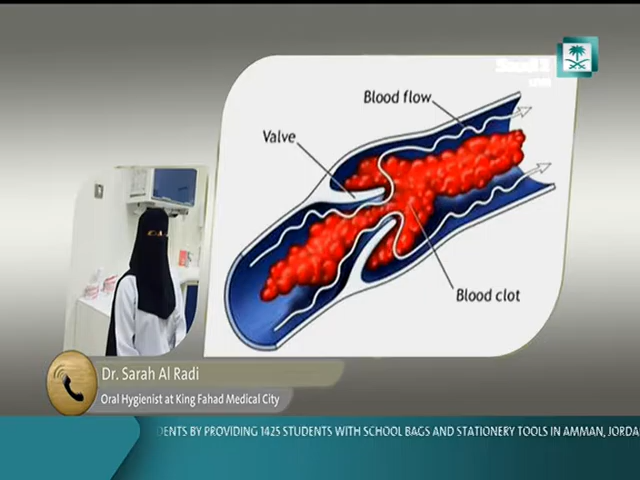 Blood flow
Valve
Blood clot
Dr. Sarah Al Radi
Oral Hygienist at King Fahad Medical City
DENTS BY PROVIDING 1425 STUDENTS WITH SCHOOL BAGS AND STATIONERY TOOLS IN AMMAN, JORDA